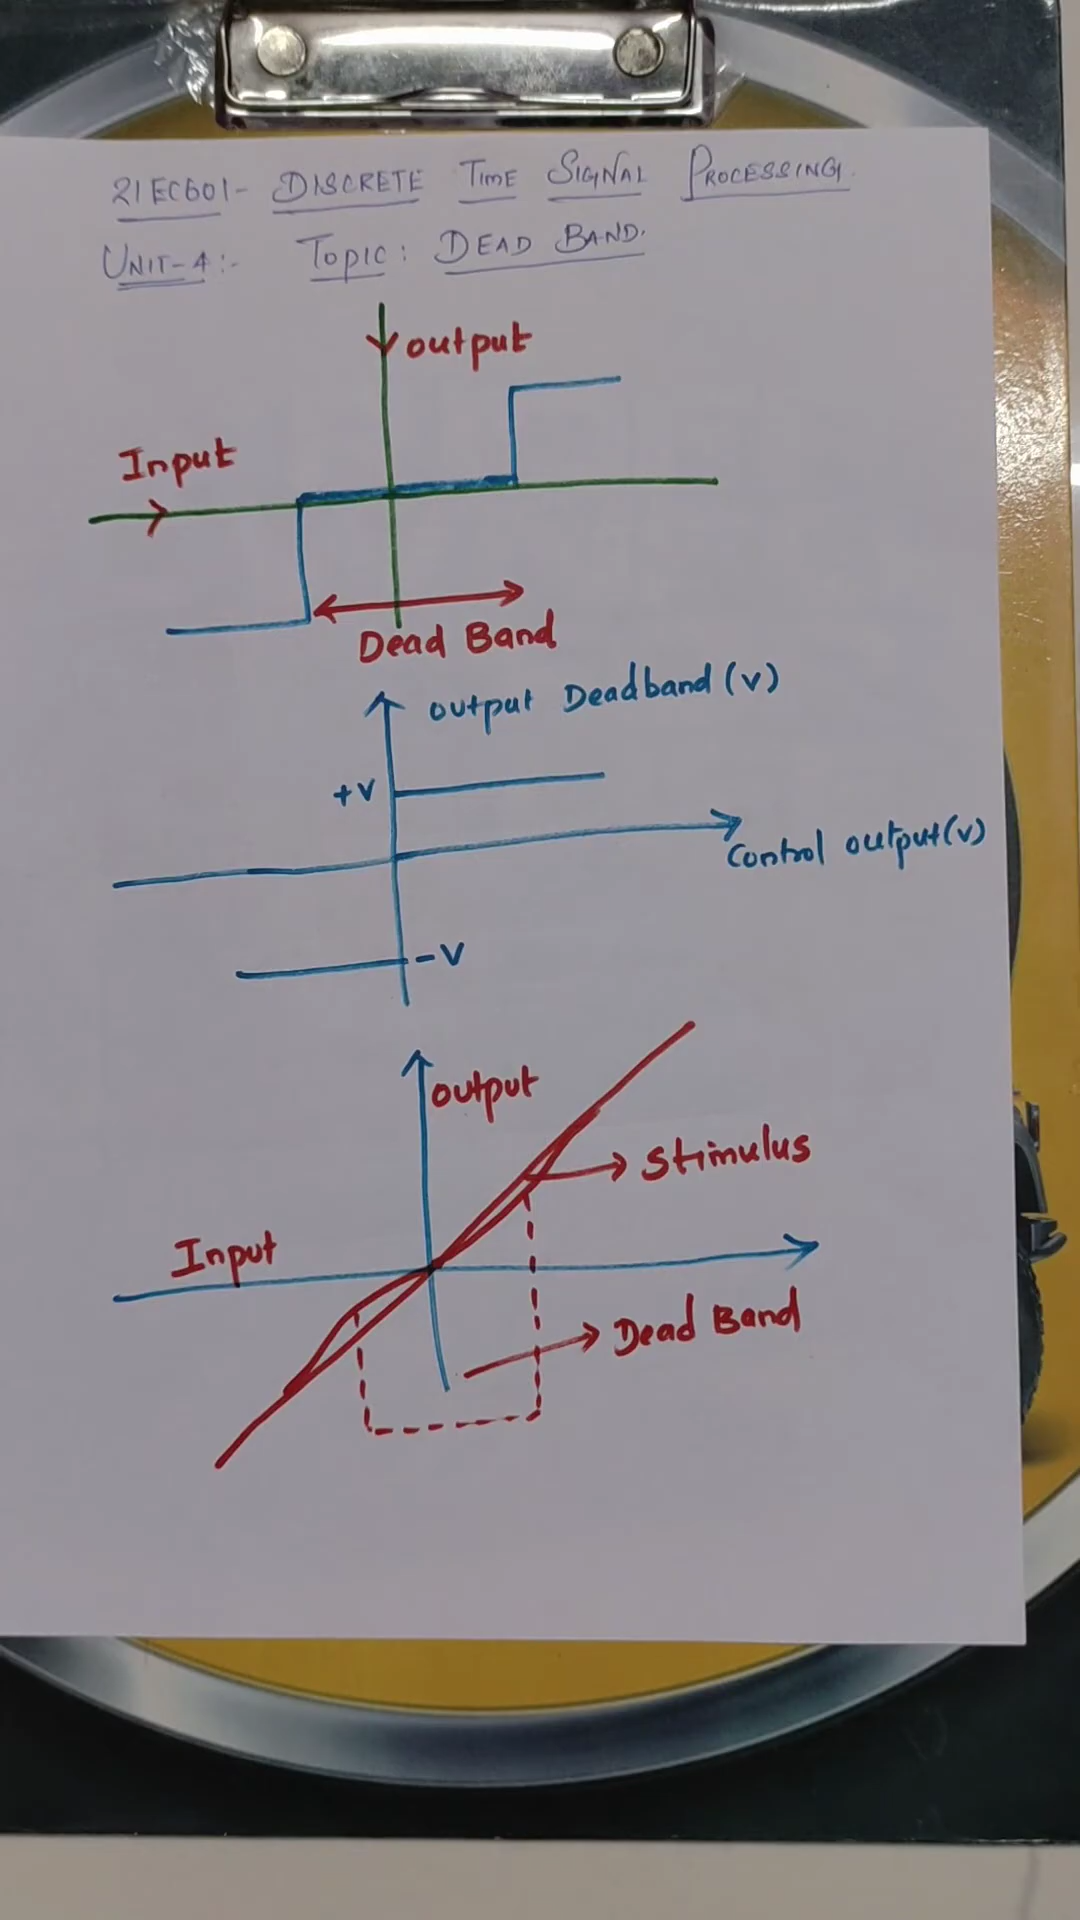 21EC601- DISCRETE TIME SIGNAL PROCESSING.
UNIT-4:- TOPIC: DEAD BAND.
output
Input
Dead Band
output Deadband (v)
+V
Control output(v)
-V
output
Stimulus
Input
Dead Band